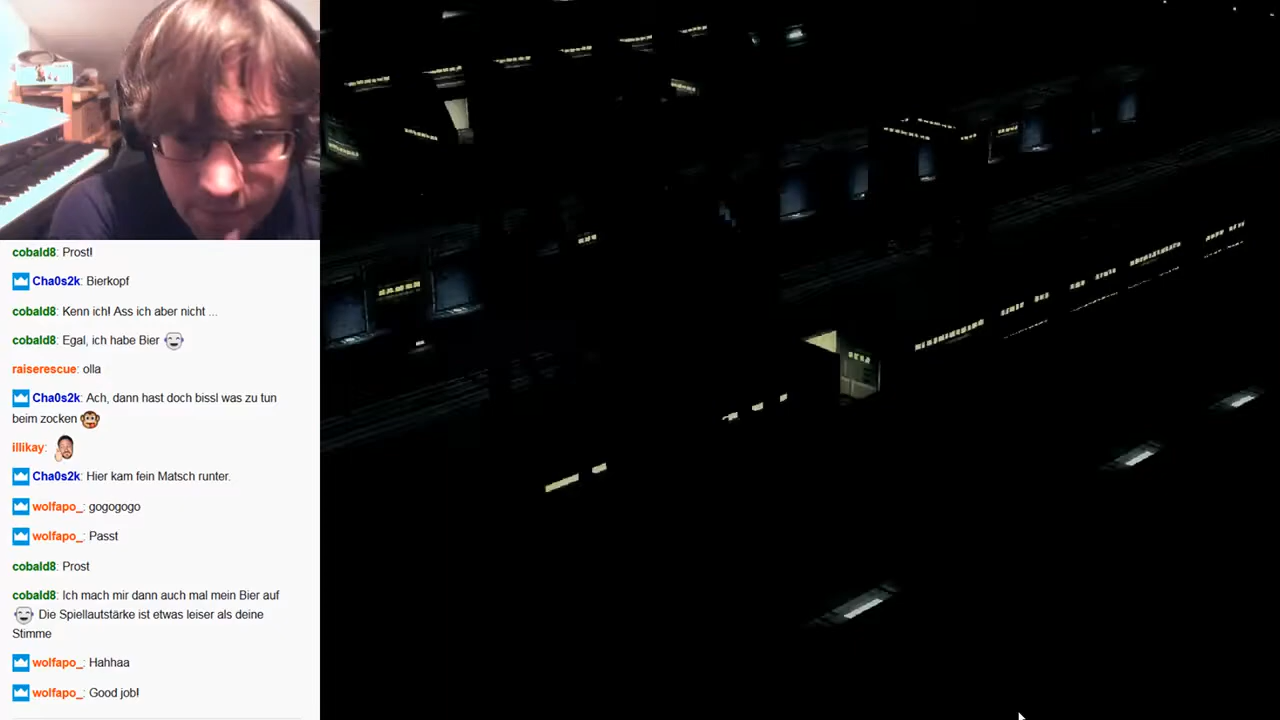 cobald8: Prost!
Cha0s2k: Bierkopf
cobald8: Kenn ich! Ass ich aber nicht ...
cobald8: Egal, ich habe Bier
raiserescue: olla
Cha0s2k: Ach, dann hast doch bissl was zu tun
beim zocken
illikay:
Cha0s2k: Hier kam fein Matsch runter.
wolfapo_: gogogogo
wolfapo_: Passt
cobald8: Prost
cobald8: Ich mach mir dann auch mal mein Bier auf
Die Spiellautstärke ist etwas leiser als deine
Stimme
wolfapo_: Hahhaa
wolfapo_: Good job!